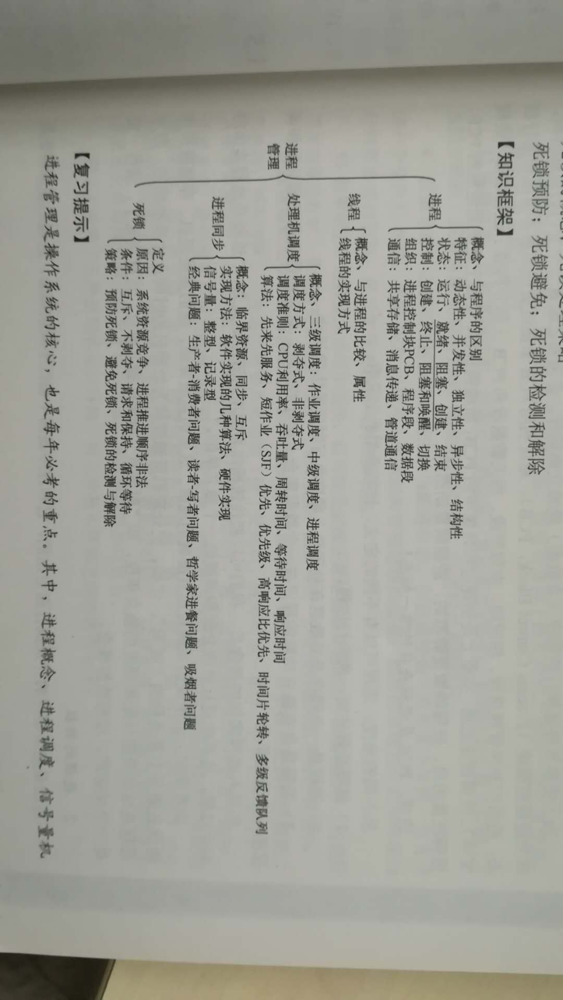 死锁预防；死锁避免；死锁的检测和解除
【知识框架】
进程
管理
进程
概念、与程序的区别
特征：动态性、并发性、独立性、异步性、结构性
状态：运行、就绪、阻塞、创建、结束
控制：创建、终止、阻塞和唤醒、切换
组织：进程控制块PCB、程序段、数据段
通信：共享存储、消息传递、管道通信
线程
概念、与进程的比较、属性
线程的实现方式
处理机调度
概念、三级调度：作业调度、中级调度、进程调度
调度方式：剥夺式、非剥夺式
调度准则：CPU利用率、吞吐量、周转时间、等待时间、响应时间
算法：先来先服务、短作业（SJF）优先、优先级、高响应比优先、时间片轮转、多级反馈队列
进程同步
概念：临界资源、同步、互斥
实现方法：软件实现的几种算法、硬件实现
信号量：整型、记录型
经典问题：生产者-消费者问题、读者-写者问题、哲学家进餐问题、吸烟者问题
死锁
定义
原因：系统资源竞争、进程推进顺序非法
条件：互斥、不剥夺、请求和保持、循环等待
策略：预防死锁、避免死锁、死锁的检测与解除
【复习提示】
进程管理是操作系统的核心，也是每年必考的重点。其中，进程概念、进程调度、信号量机